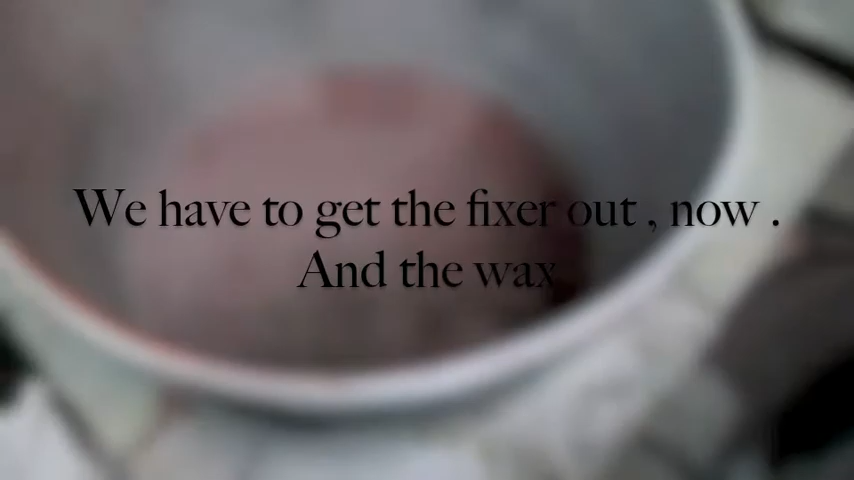 We have to get the fixer out , now .
And the wax